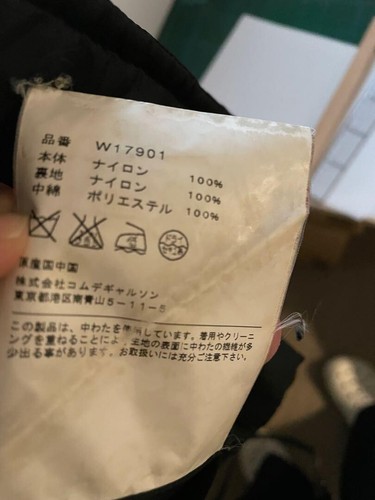 品番 W17901
本体 ナイロン 100%
裏地 ナイロン 100%
中綿 ポリエステル 100%
原産国中国
株式会社コムデギャルソン
東京都港区南青山5-11-5
この製品は、中わたを使用しています。着用やクリーニ
ングを重ねることにより、生地の表面に中わたの繊維が多
少出る事があります。お取扱いには充分ご注意下さい。